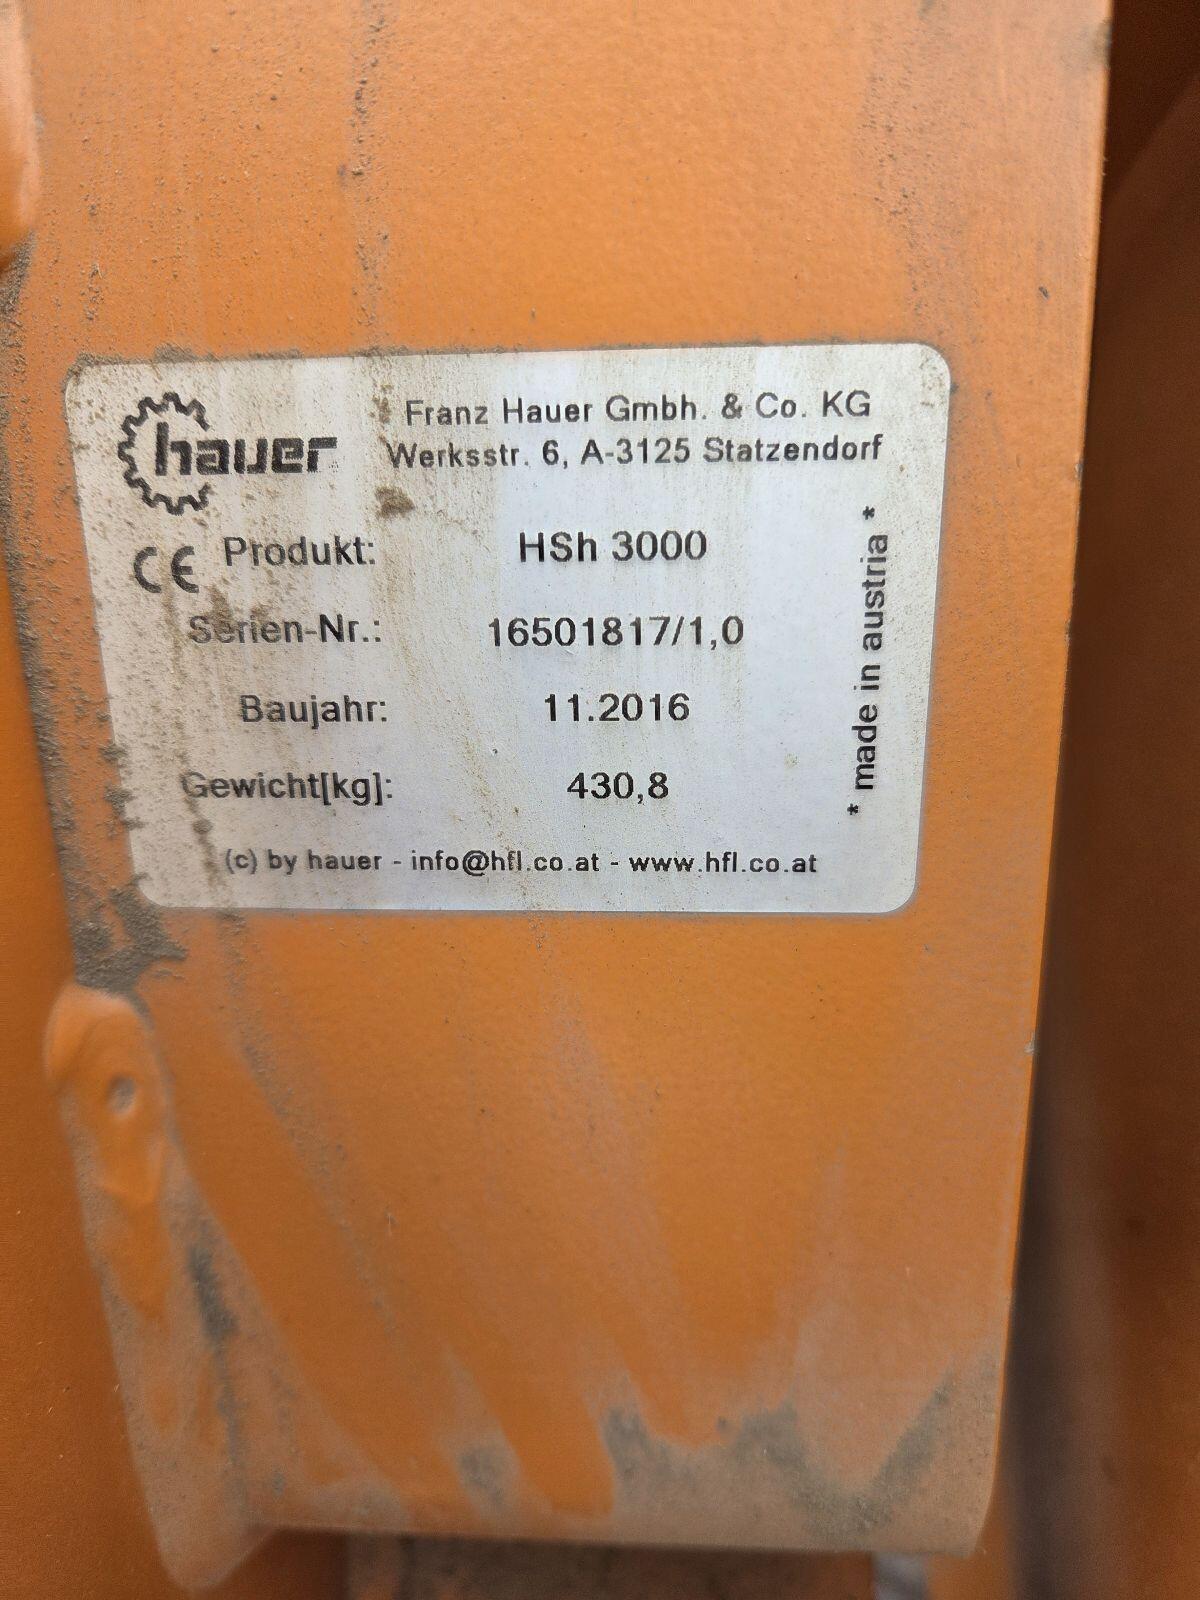 hauer
Franz Hauer Gmbh. & Co. KG
Werksstr. 6, A-3125 Statzendorf
CE Produkt: HSh 3000
Serien-Nr.: 16501817/1,0
Baujahr: 11.2016
Gewicht[kg]: 430,8
* made in austria *
(c) by hauer - info@hfl.co.at - www.hfl.co.at